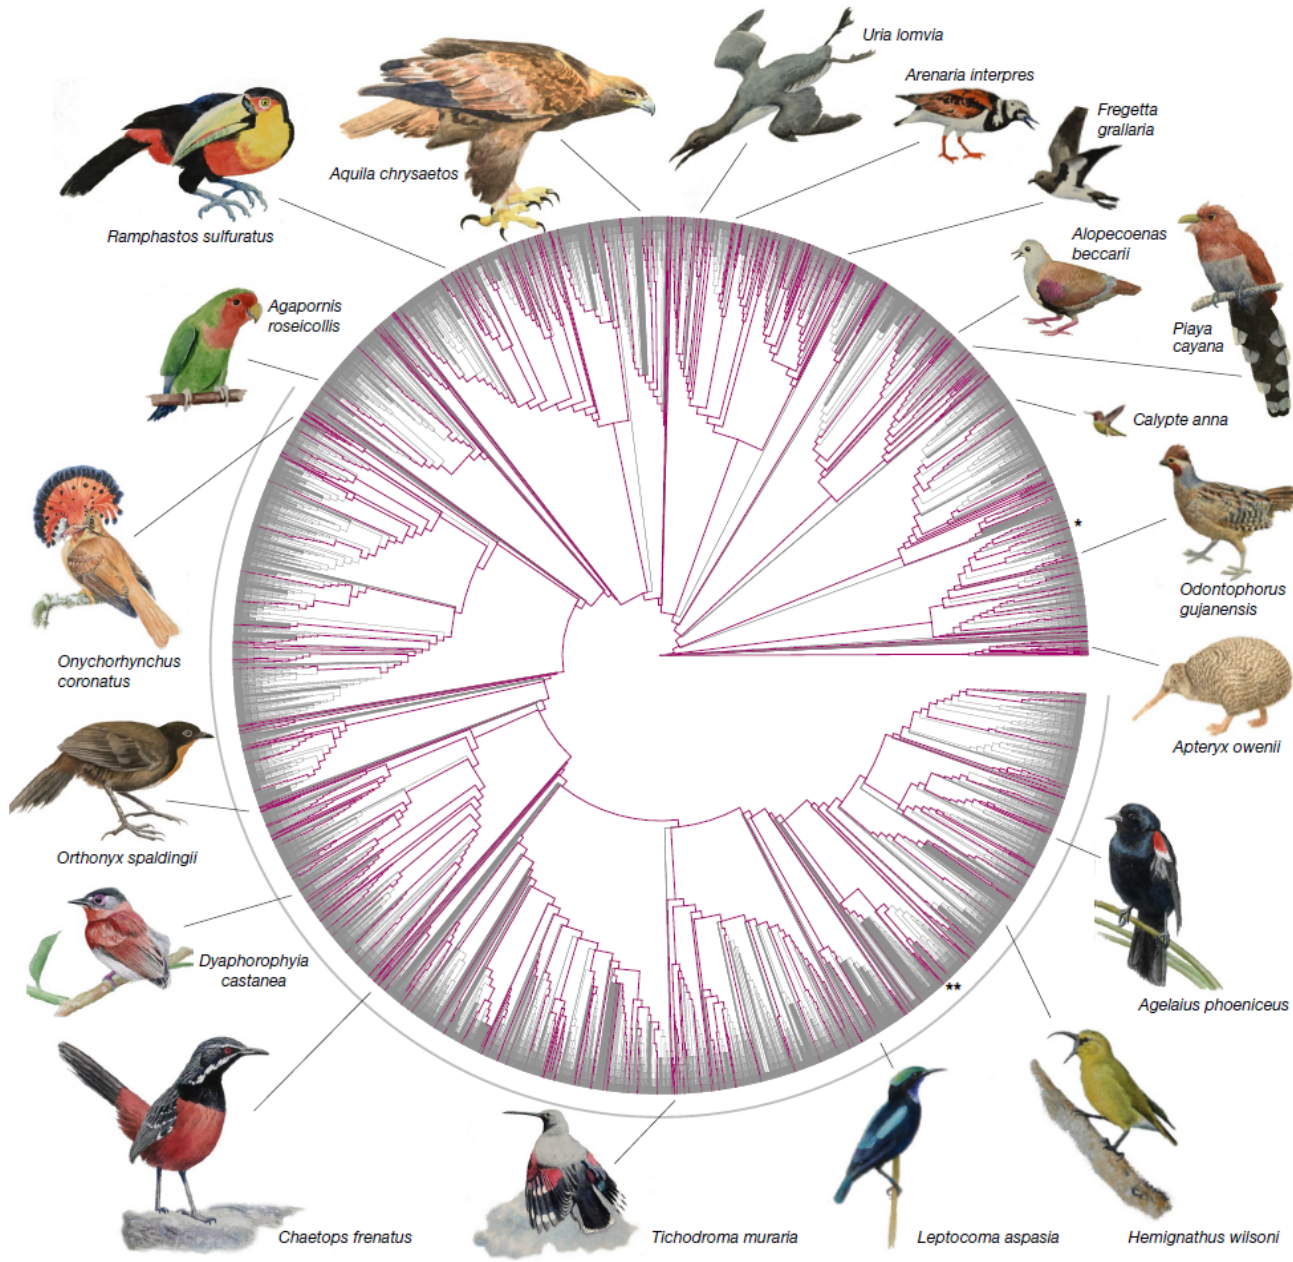 Uria lomvia
Arenaria interpres
Fregetta
grallaria
Aquila chrysaetos
Ramphastos sulfuratus
Alopecoenas
beccarii
Agapornis
roseicollis
Piaya
cayana
Calypte anna
*
Odontophorus
gujanensis
Onychorhynchus
coronatus
Apteryx owenii
Orthonyx spaldingii
Dyaphorophyia
castanea
**
Agelaius phoeniceus
Chaetops frenatus
Tichodroma muraria
Leptocoma aspasia
Hemignathus wilsoni